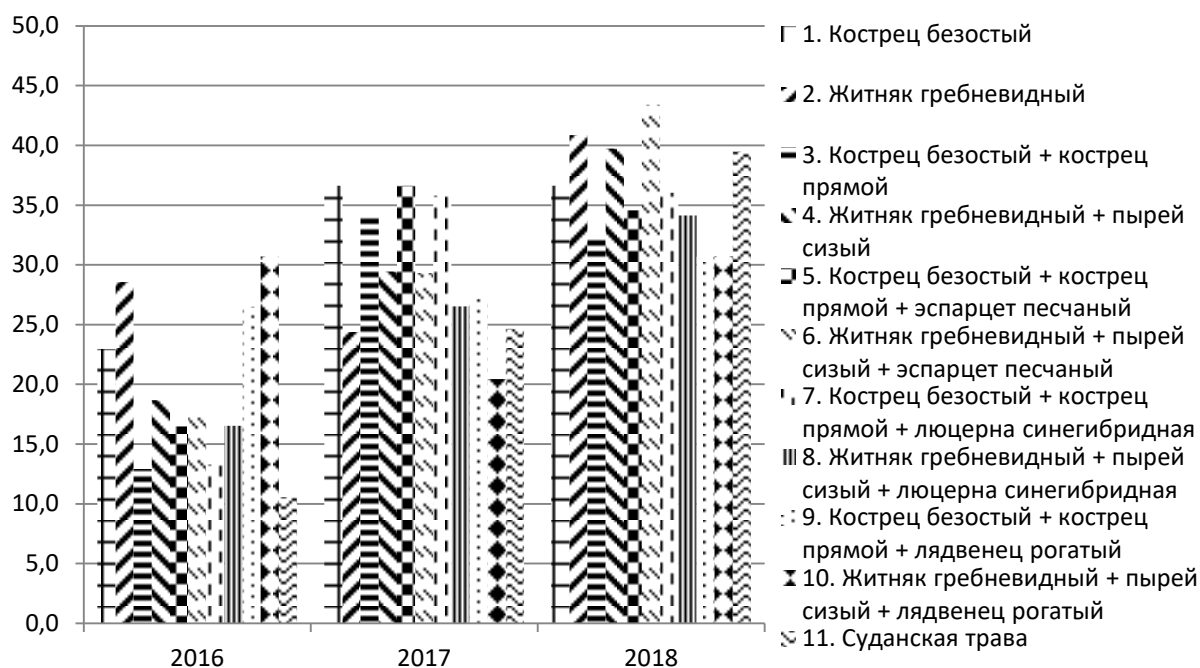 50,0
45,0
40,0
35,0
30,0
25,0
20,0
15,0
10,0
5,0
0,0
2016
2017
2018
1. Кострец безостый
2. Житняк гребневидный
3. Кострец безостый + кострец
прямой
4. Житняк гребневидный + пырей
сизый
5. Кострец безостый + кострец
прямой + эспарцет песчаный
6. Житняк гребневидный + пырей
сизый + эспарцет песчаный
7. Кострец безостый + кострец
прямой + люцерна синегибридная
8. Житняк гребневидный + пырей
сизый + люцерна синегибридная
9. Кострец безостый + кострец
прямой + лядвенец рогатый
10. Житняк гребневидный + пырей
сизый + лядвенец рогатый
11. Суданская трава